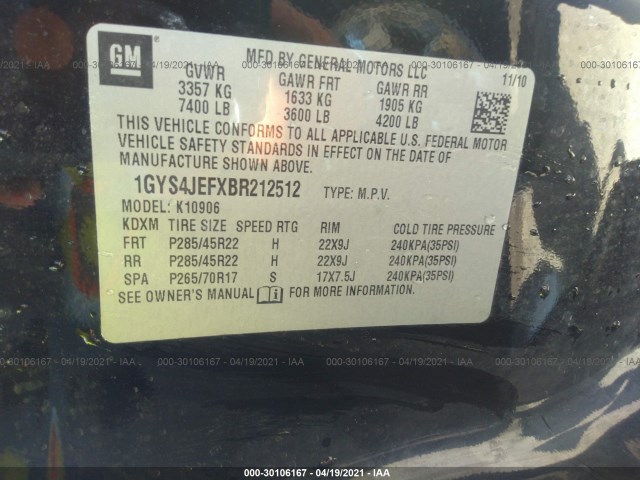 GM
MFD BY GENERAL MOTORS LLC
GVWR GAWR FRT GAWR RR 11/10
3357 KG 1633 KG 1905 KG
7400 LB 3600 LB 4200 LB
THIS VEHICLE CONFORMS TO ALL APPLICABLE U.S. FEDERAL MOTOR
VEHICLE SAFETY STANDARDS IN EFFECT ON THE DATE OF
MANUFACTURE SHOWN ABOVE.
1GYS4JEFXBR212512 TYPE: M.P.V.
MODEL: K10906
KDXM TIRE SIZE SPEED RTG RIM COLD TIRE PRESSURE
FRT P285/45R22 H 22X9J 240KPA(35PSI)
RR P285/45R22 H 22X9J 240KPA(35PSI)
SPA P265/70R17 S 17X7.5J 240KPA(35PSI)
SEE OWNER'S MANUAL FOR MORE INFORMATION.
000-30106167 - 04/19/2021 - IAA